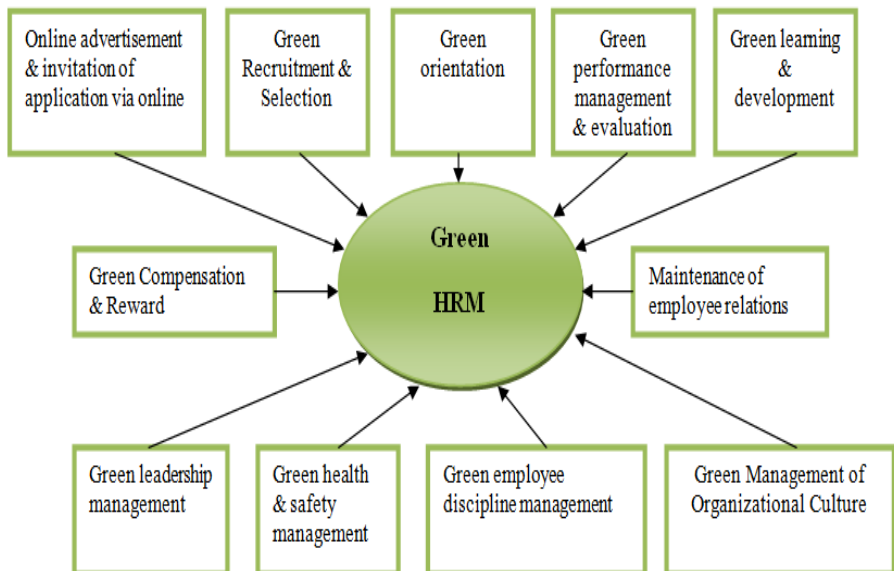 Online advertisement
& invitation of
application via online
Green
Recruitment &
Selection
Green
orientation
Green
performance
management
& evaluation
Green learning
&
development
Green
HRM
Green Compensation
& Reward
Maintenance of
employee relations
Green leadership
management
Green health
& safety
management
Green employee
discipline management
Green Management of
Organizational Culture